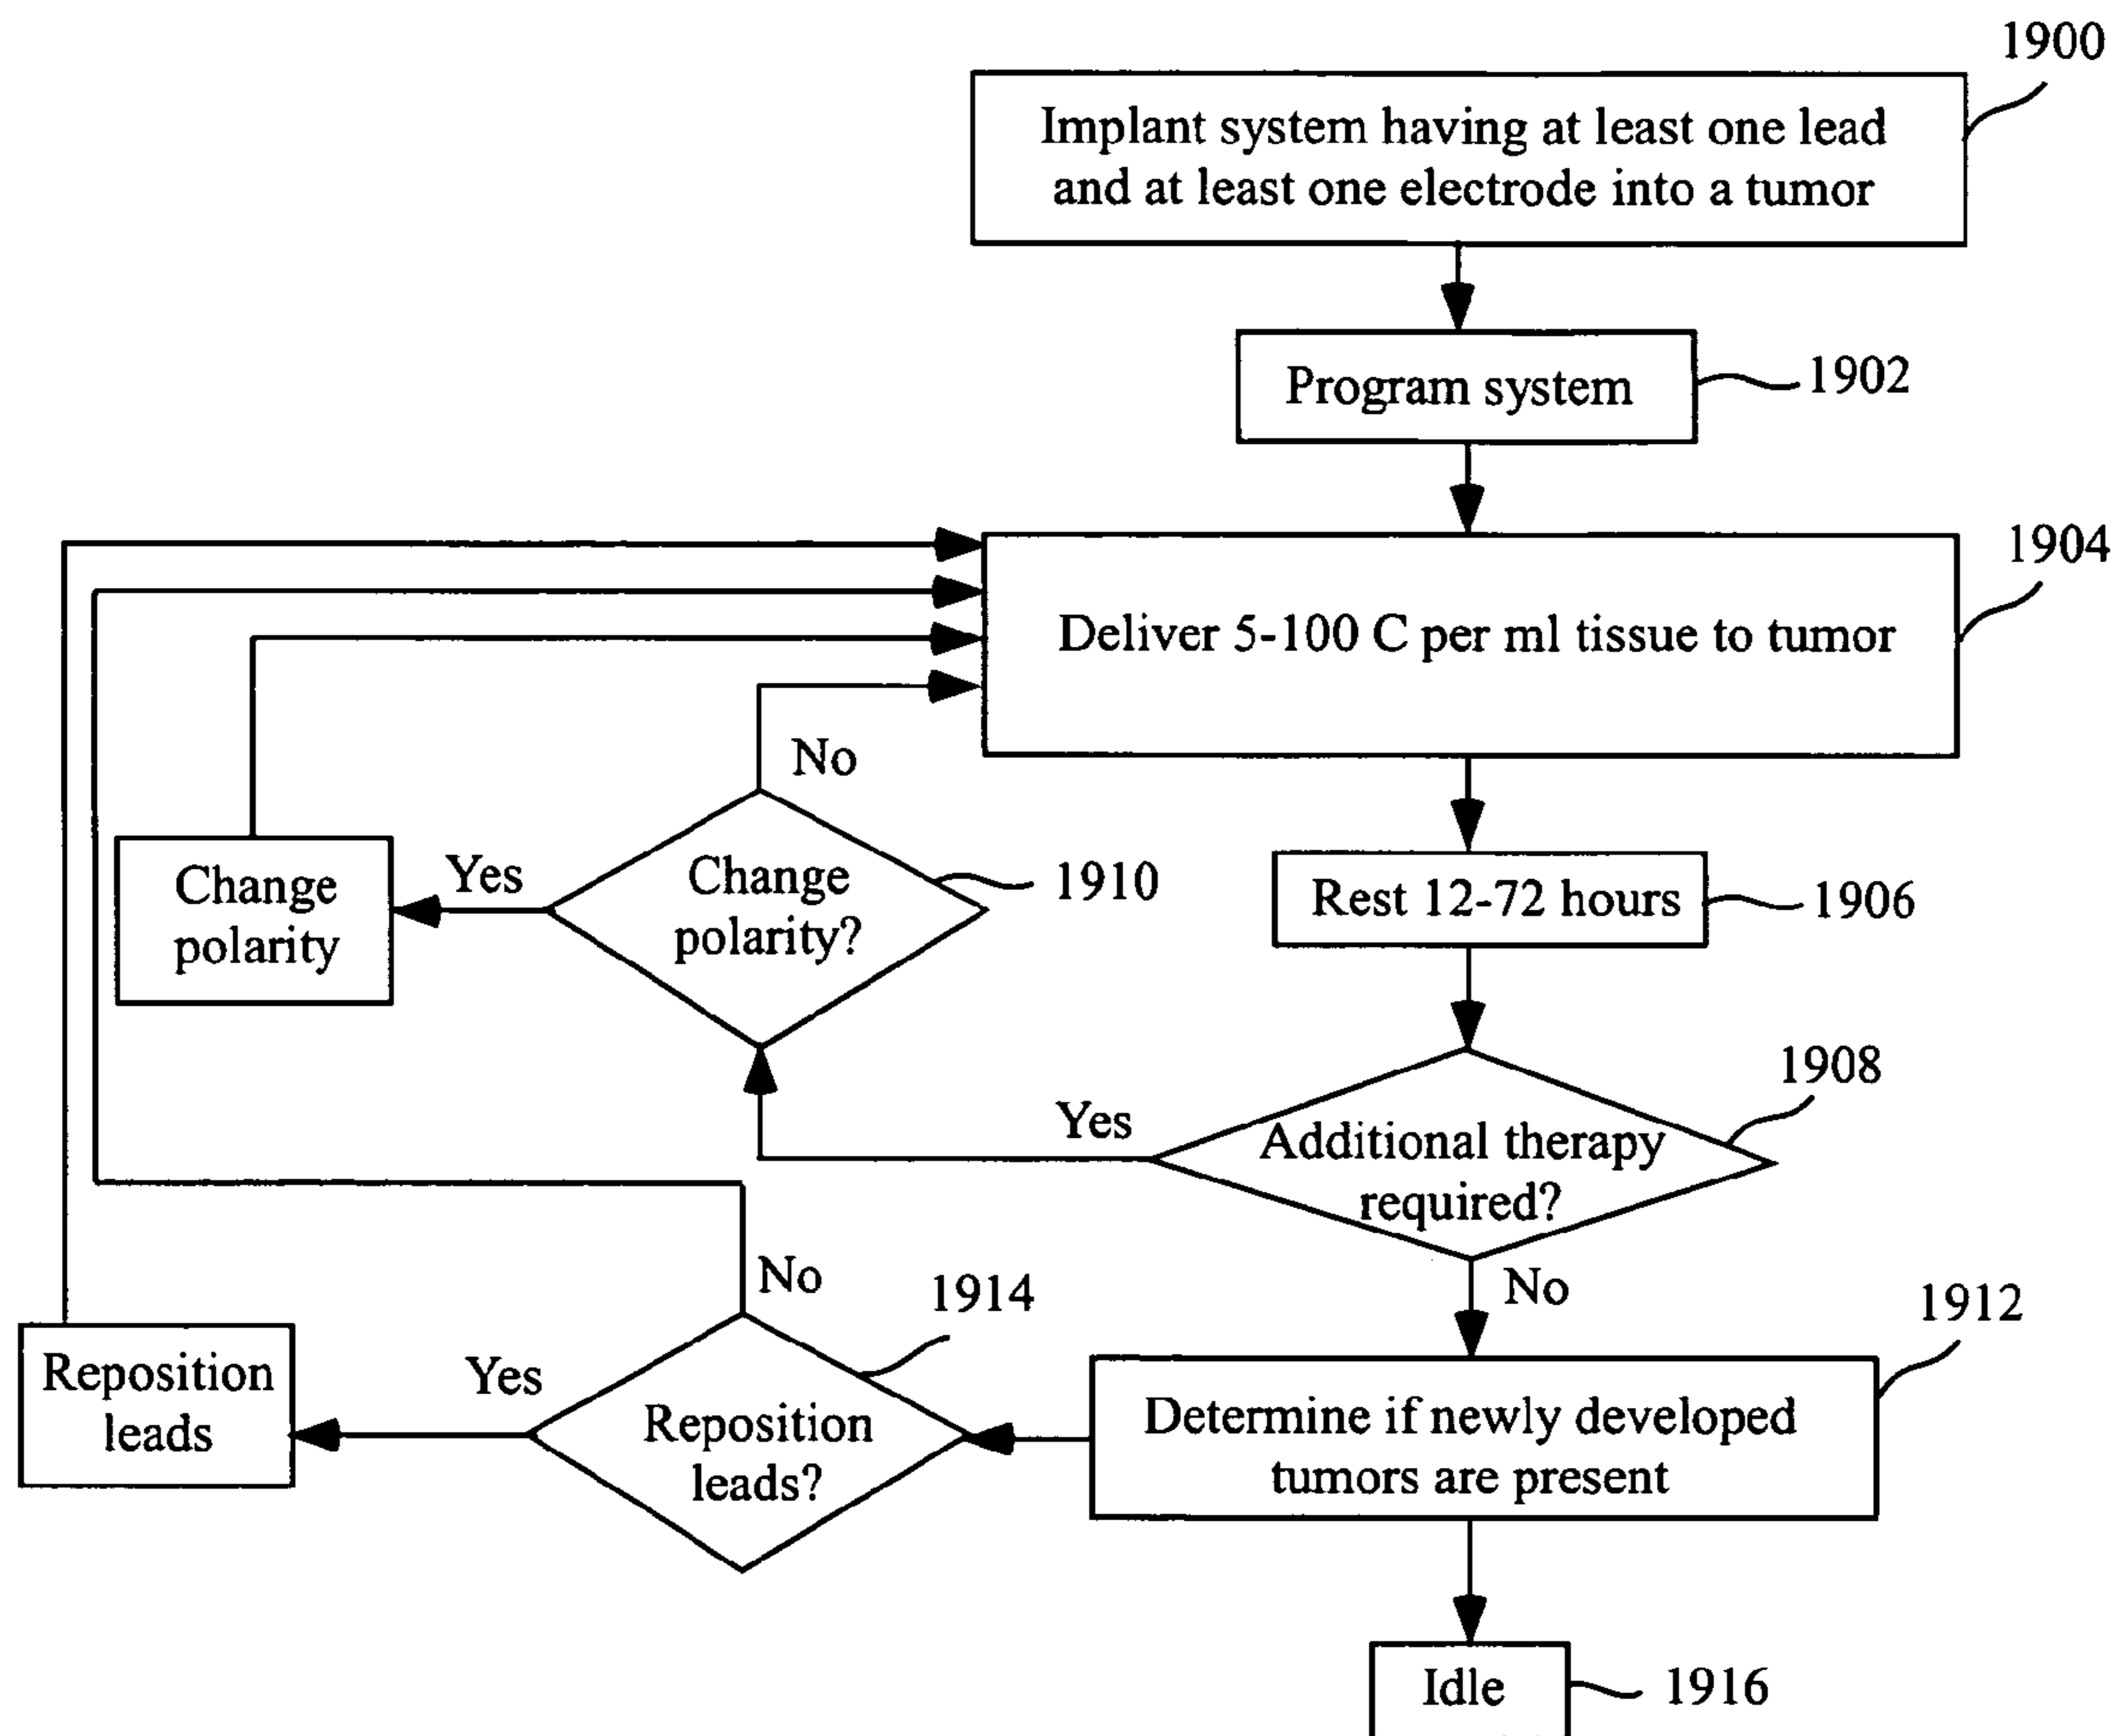 1900
Implant system having at least one lead
and at least one electrode into a tumor
Program system
1902
1904
Deliver 5-100 C per ml tissue to tumor
No
Change
polarity
Yes
Change
polarity?
1910
Rest 12-72 hours
1906
1908
Yes
Additional therapy
required?
No
No
1914
1912
Reposition
leads
Yes
Reposition
leads?
Determine if newly developed
tumors are present
Idle
1916